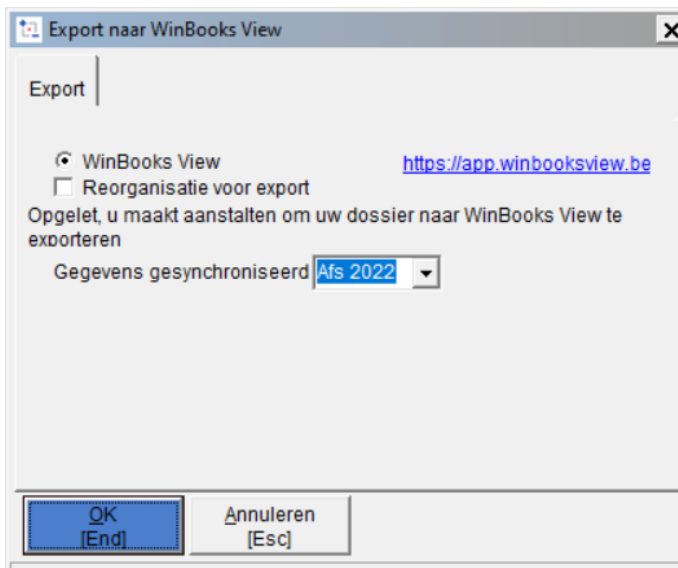 Export naar WinBooks View
Export
WinBooks View
https://app.winbooksview.be
Reorganisatie voor export
Opgelet, u maakt aanstalten om uw dossier naar WinBooks View te
exporteren
Gegevens gesynchroniseerd Afs 2022
OK
[End]
Annuleren
[Esc]